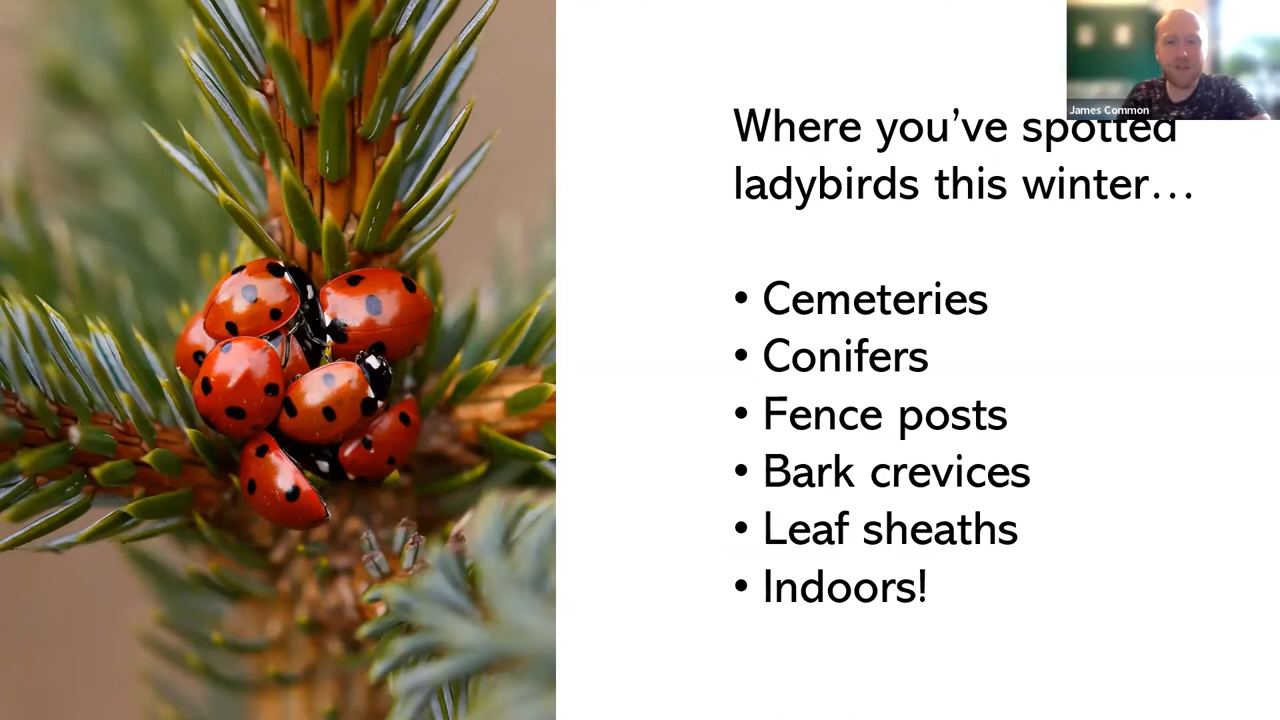 James Common
Where you've spotted
ladybirds this winter…
• Cemeteries
• Conifers
• Fence posts
• Bark crevices
• Leaf sheaths
• Indoors!